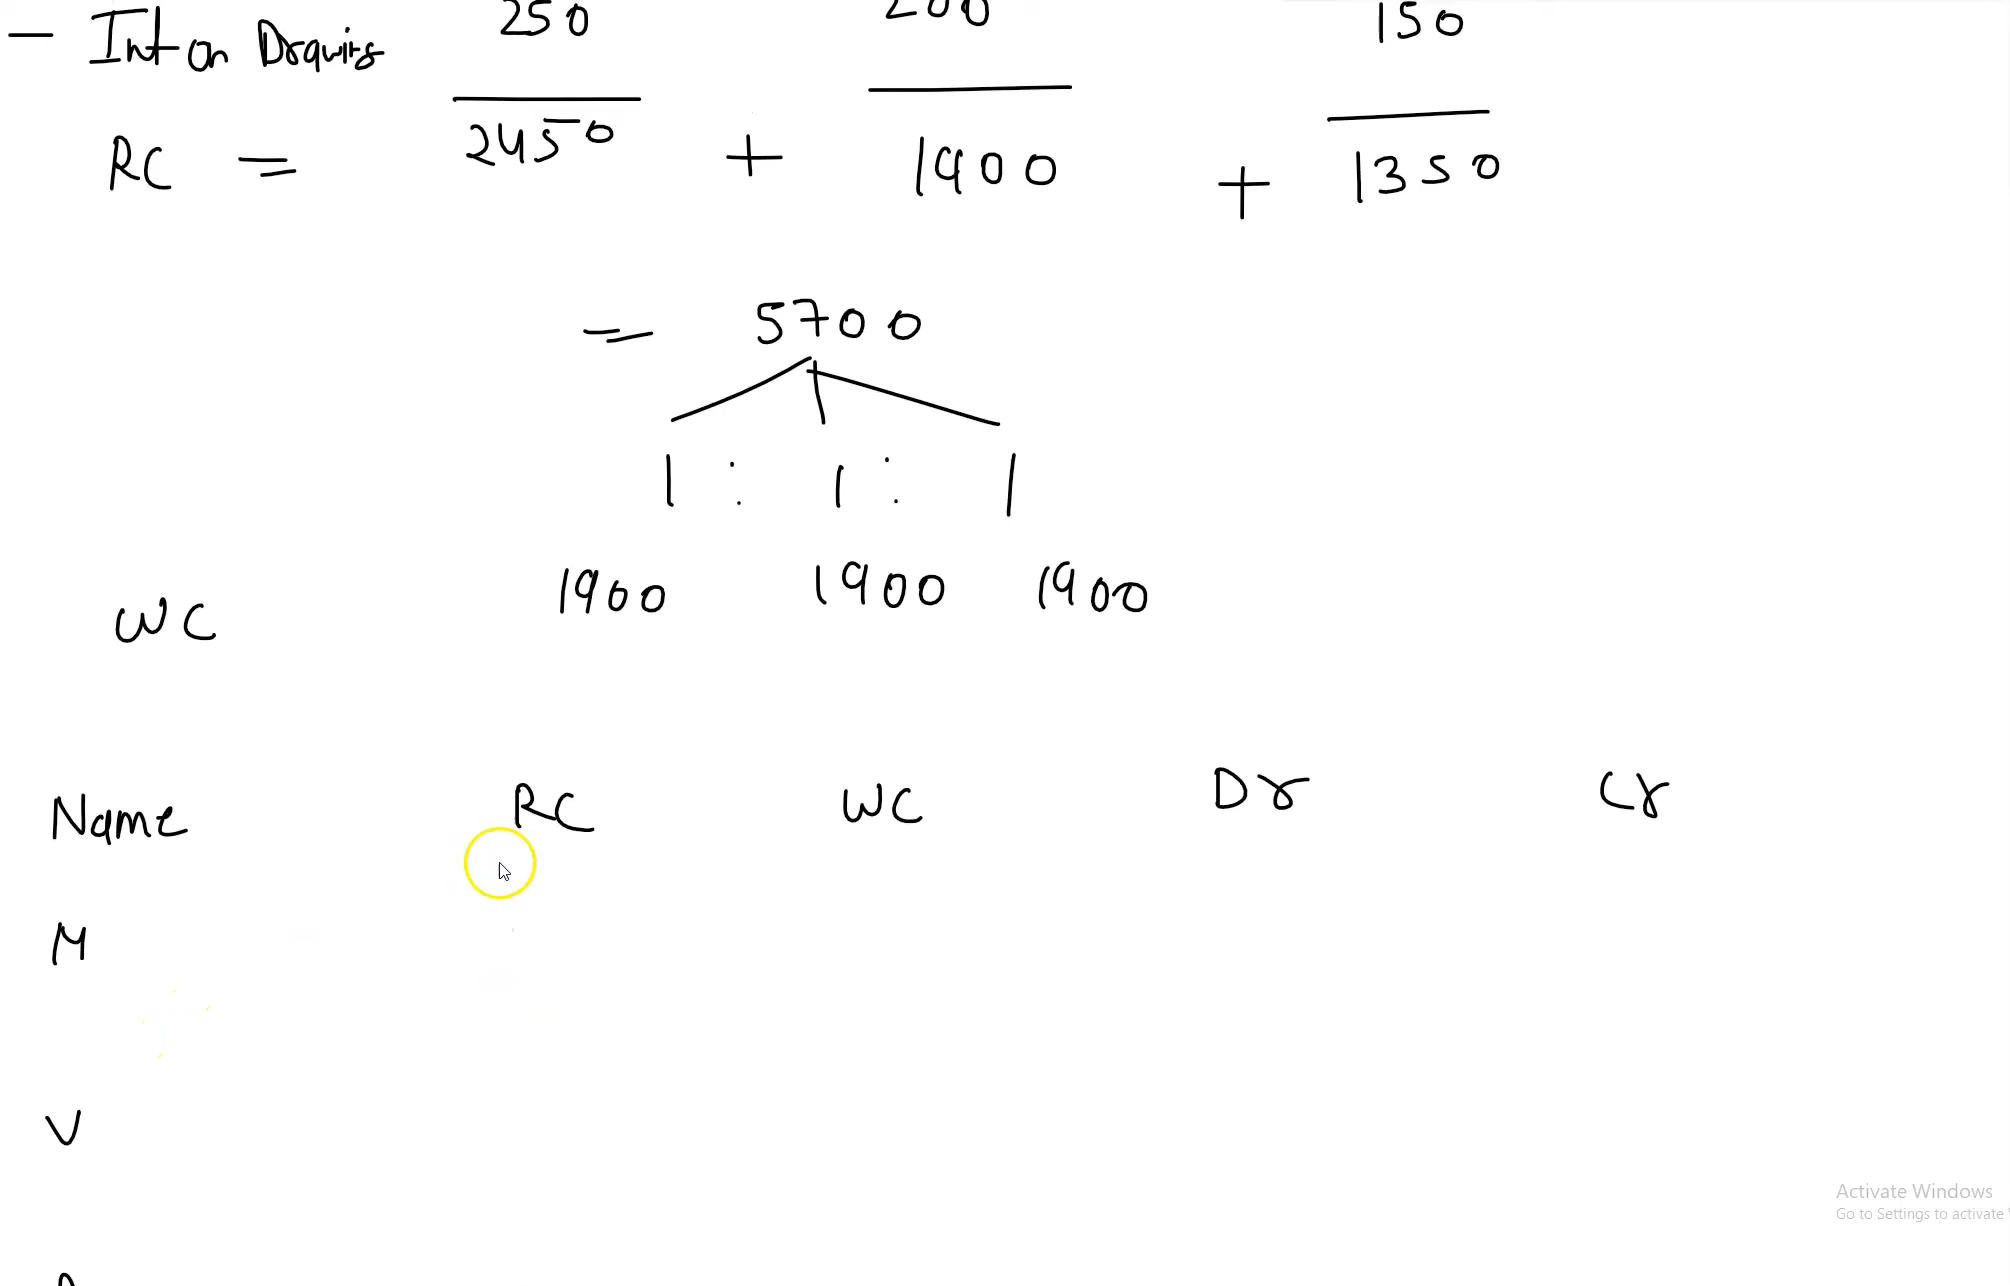 - Int on Drawings 250 200 150
RC = 2450 + 1900 + 1350
= 5700
1 : 1 : 1
WC 1900 1900 1900
Name RC WC Dr Cr
M
V
Activate Windows
Go to Settings to activate